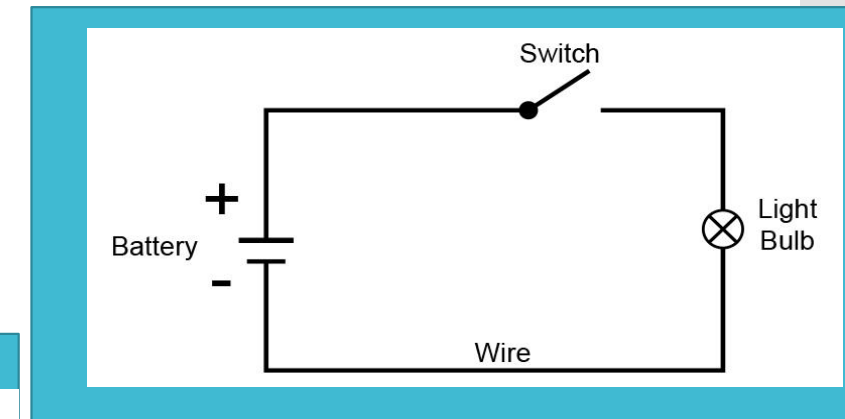 Switch
+
Light
Bulb
Battery
-
Wire